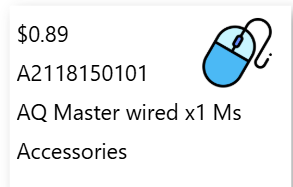 $0.89
A2118150101
AQ Master wired x1 Ms
Accessories